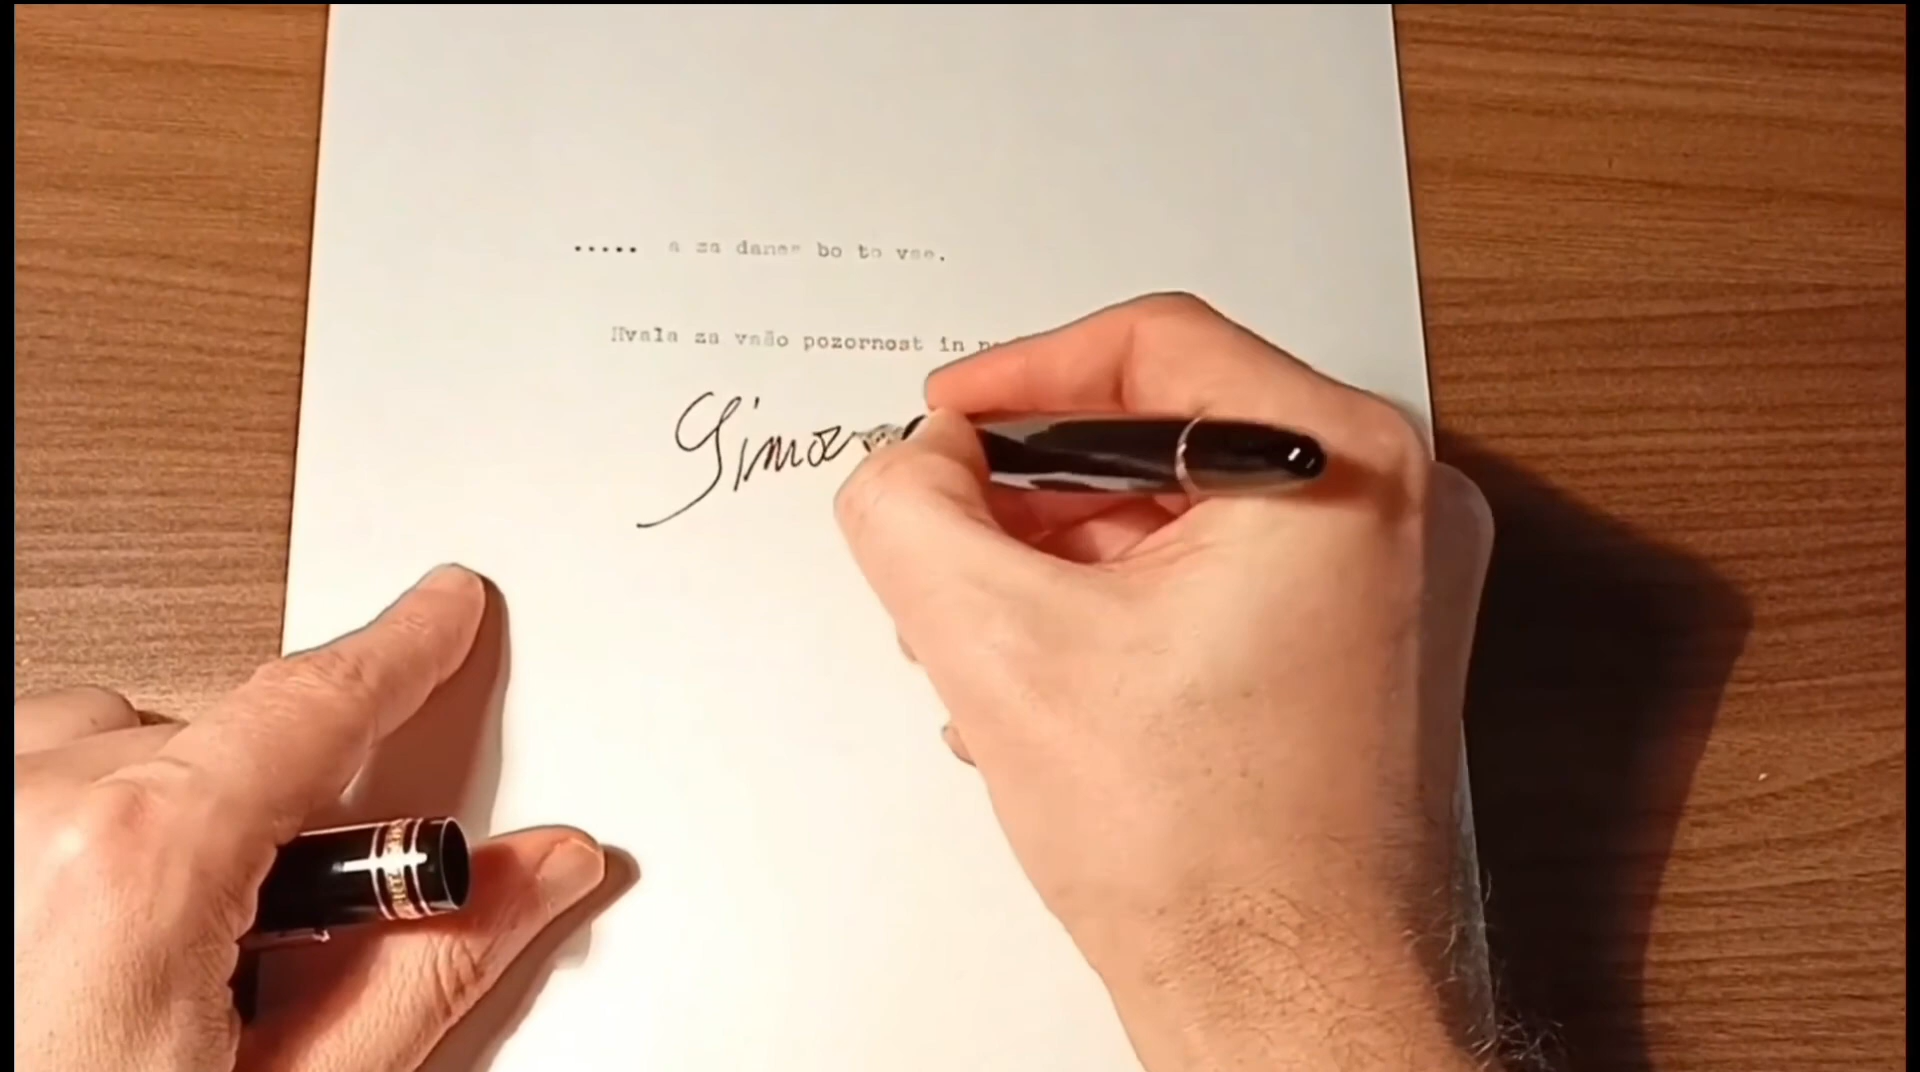 ..... a za danes bo to vse.
Hvala za vašo pozornost in
Simo